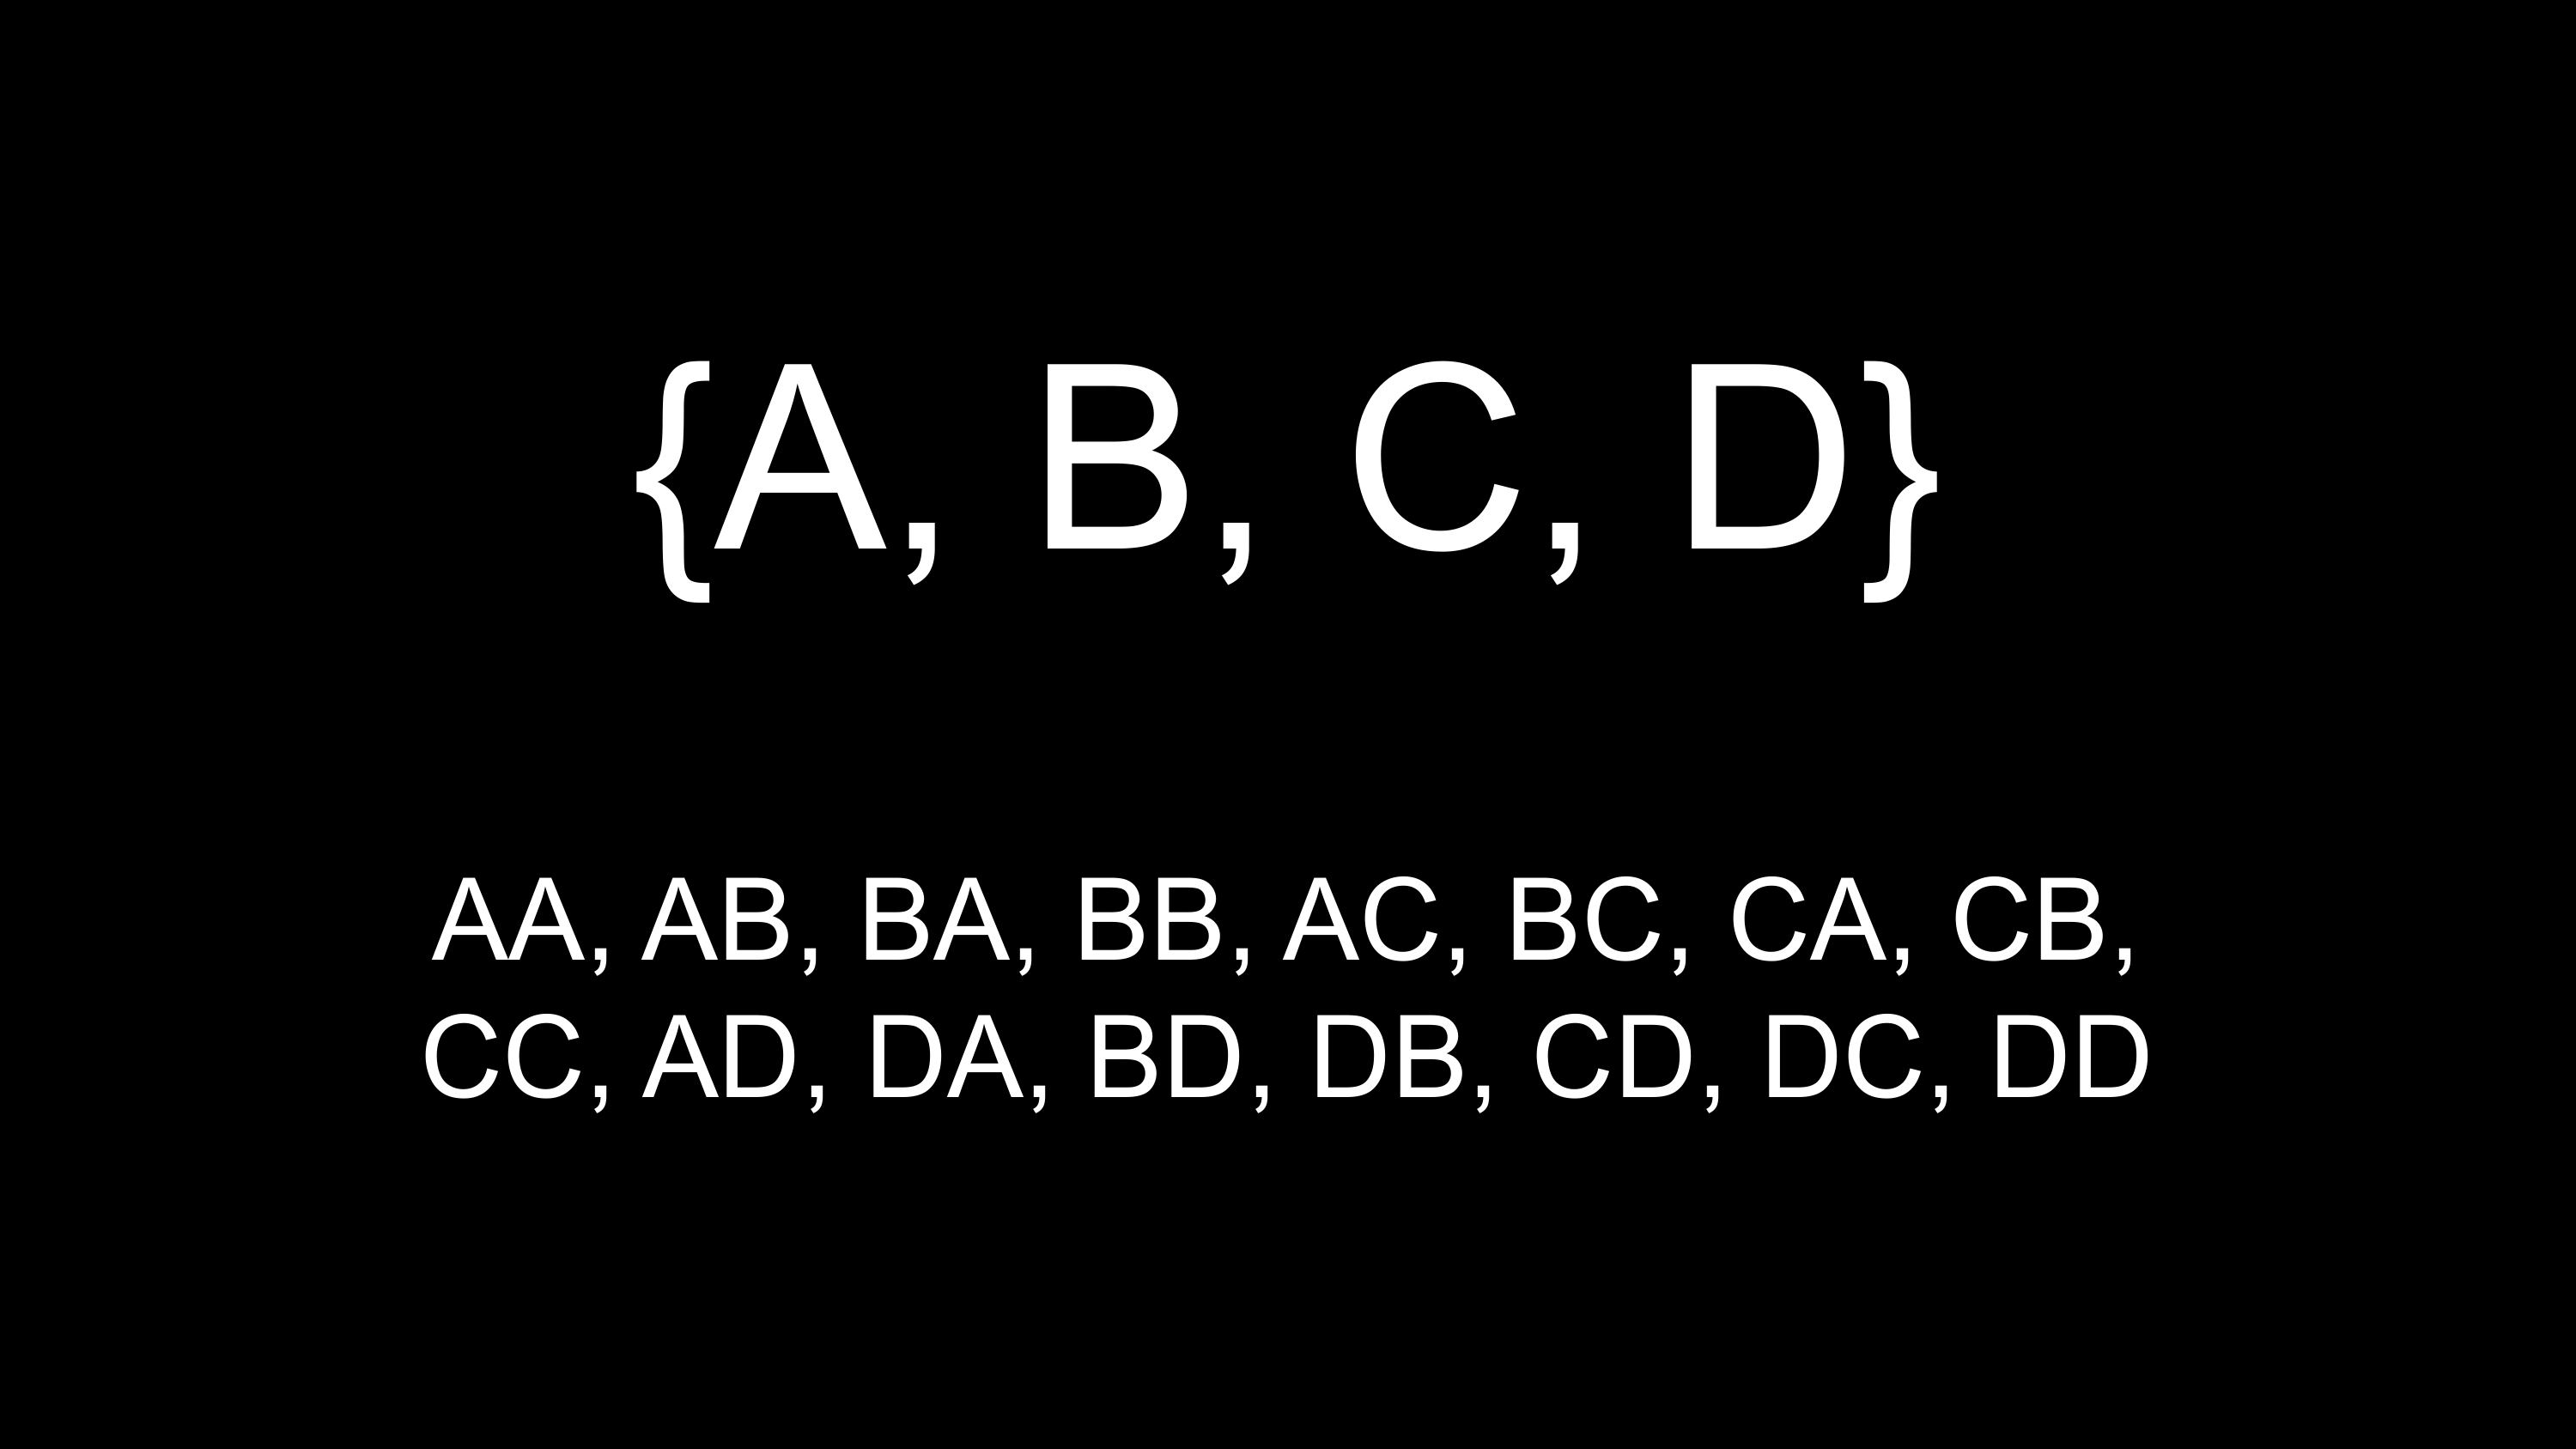 {A, B, C, D}
AA, AB, BA, BB, AC, BC, CA, CB,
CC, AD, DA, BD, DB, CD, DC, DD